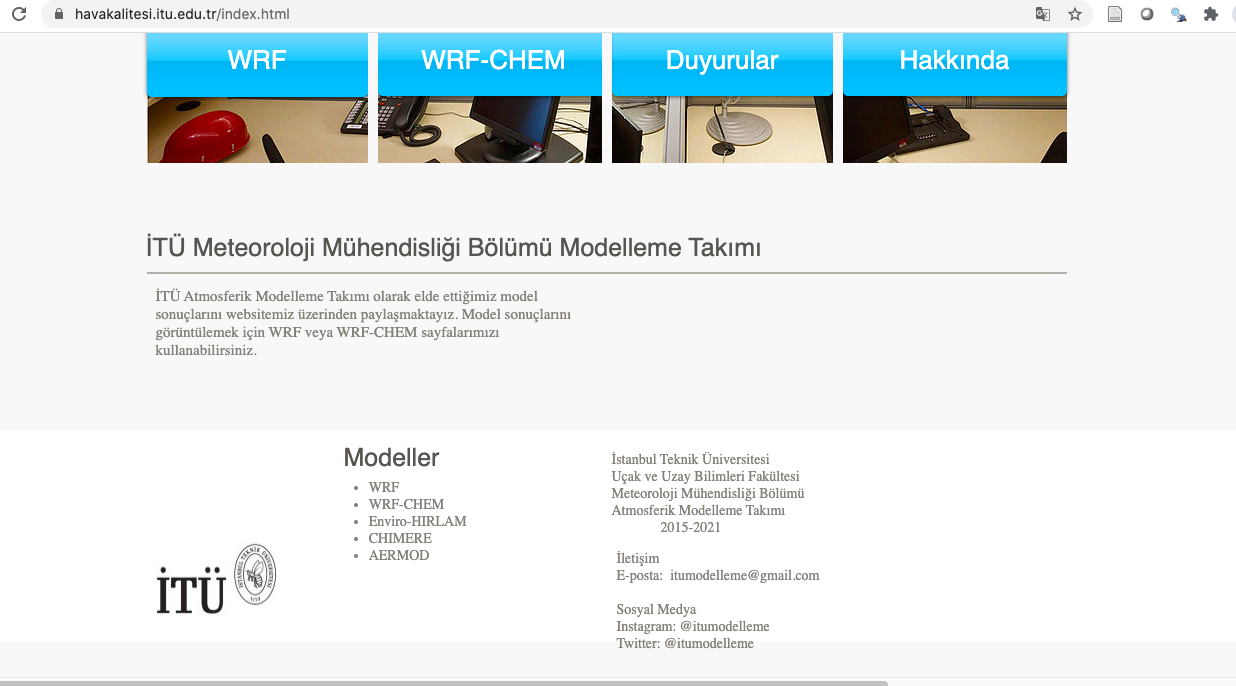 havakalitesi.itu.edu.tr/index.html
WRF
WRF-CHEM
Duyurular
Hakkında
İTÜ Meteoroloji Mühendisliği Bölümü Modelleme Takımı
İTÜ Atmosferik Modelleme Takımı olarak elde ettiğimiz model
sonuçlarını websitemiz üzerinden paylaşmaktayız. Model sonuçlarını
görüntülemek için WRF veya WRF-CHEM sayfalarımızı
kullanabilirsiniz.
İTÜ
Modeller
WRF
WRF-CHEM
Enviro-HIRLAM
CHIMERE
AERMOD
İstanbul Teknik Üniversitesi
Uçak ve Uzay Bilimleri Fakültesi
Meteoroloji Mühendisliği Bölümü
Atmosferik Modelleme Takımı
2015-2021
İletişim
E-posta: itumodelleme@gmail.com
Sosyal Medya
Instagram: @itumodelleme
Twitter: @itumodelleme